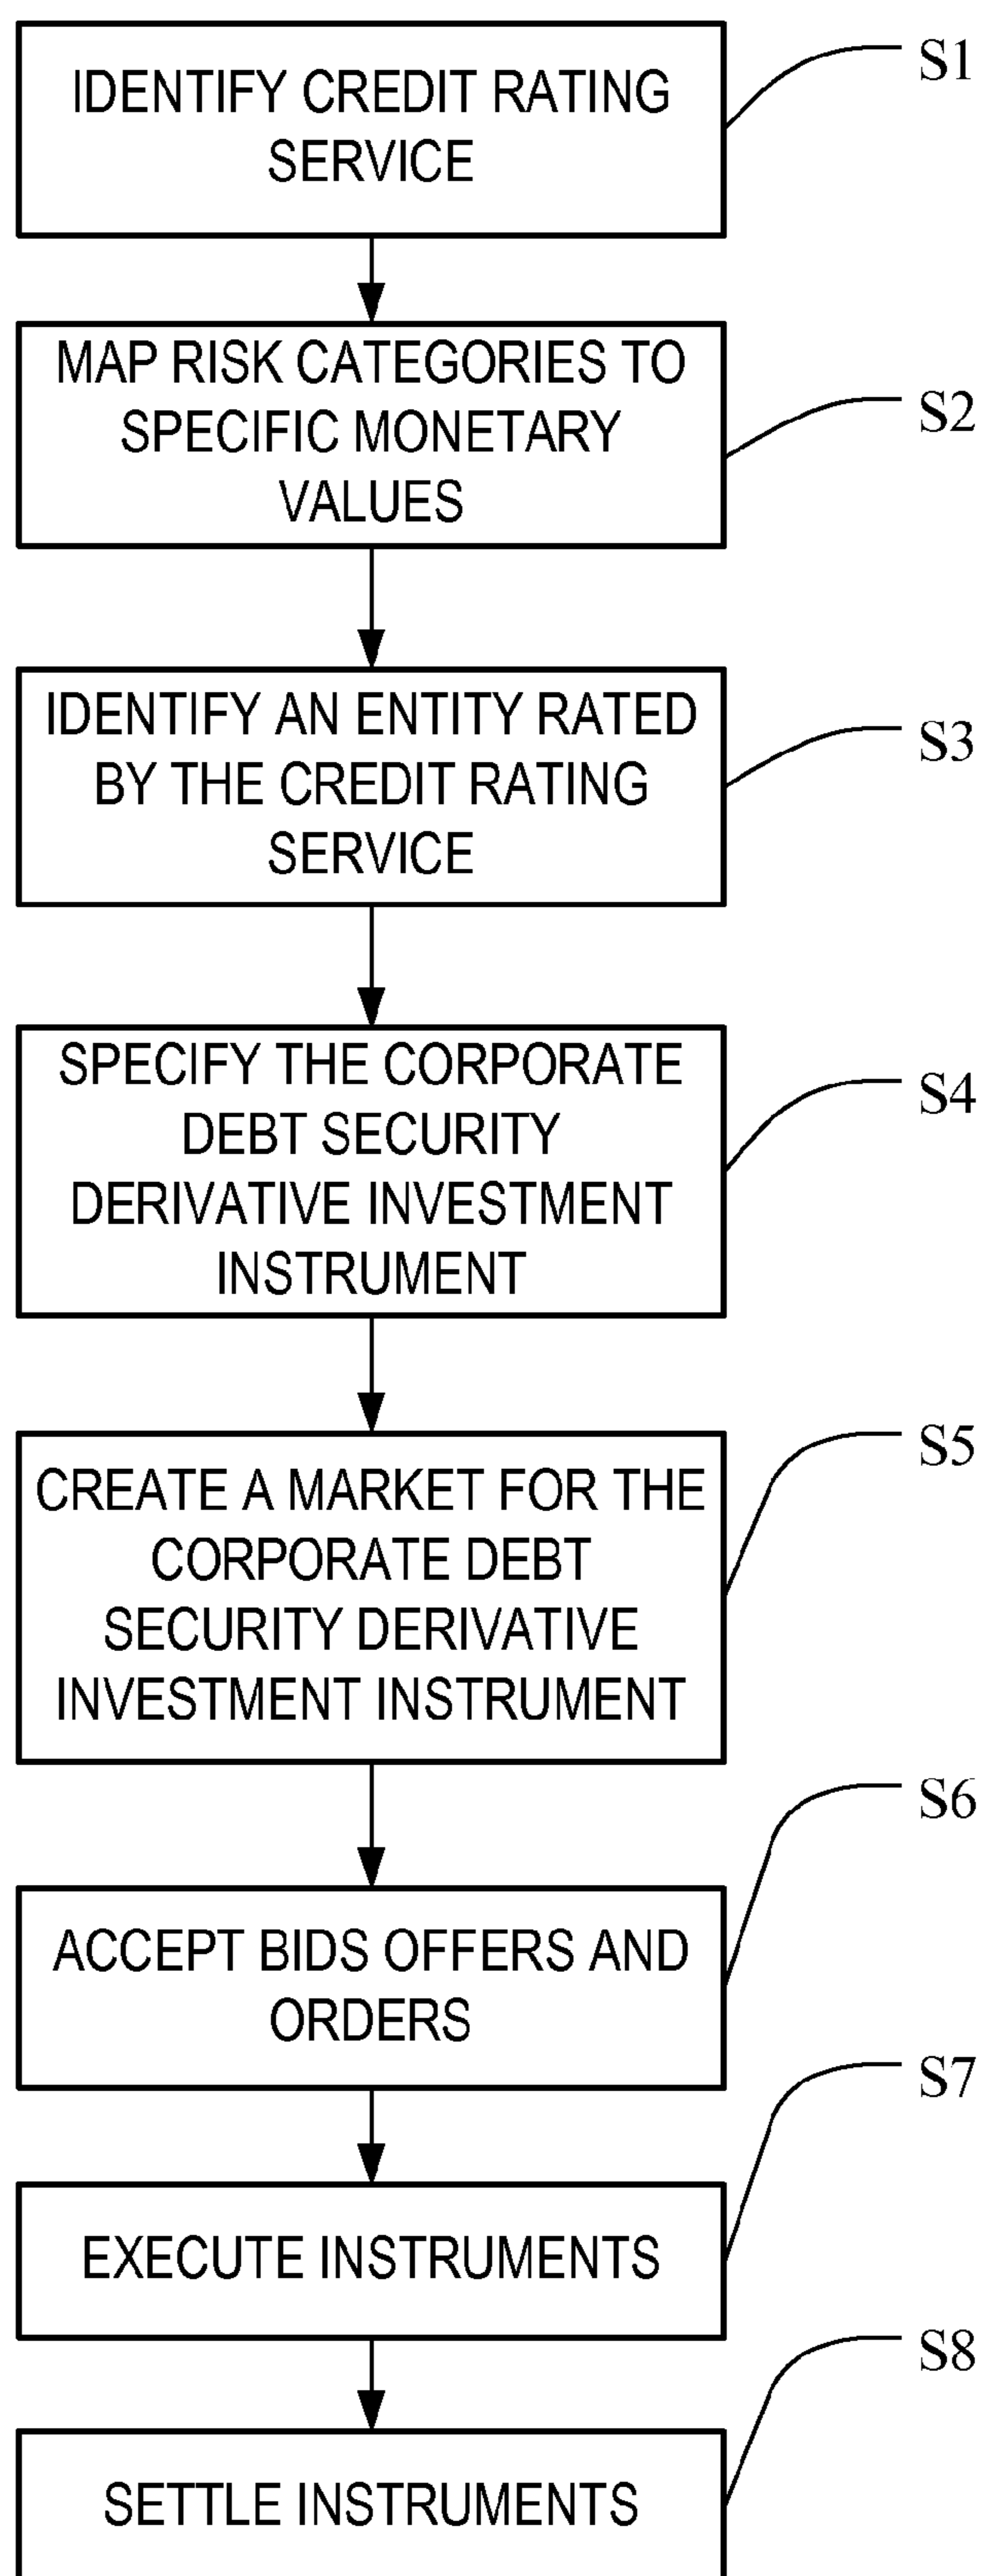 IDENTIFY CREDIT RATING
SERVICE
S1
MAP RISK CATEGORIES TO
SPECIFIC MONETARY
VALUES
S2
IDENTIFY AN ENTITY RATED
BY THE CREDIT RATING
SERVICE
S3
SPECIFY THE CORPORATE
DEBT SECURITY
DERIVATIVE INVESTMENT
INSTRUMENT
S4
CREATE A MARKET FOR THE
CORPORATE DEBT
SECURITY DERIVATIVE
INVESTMENT INSTRUMENT
S5
ACCEPT BIDS OFFERS AND
ORDERS
S6
EXECUTE INSTRUMENTS
S7
SETTLE INSTRUMENTS
S8